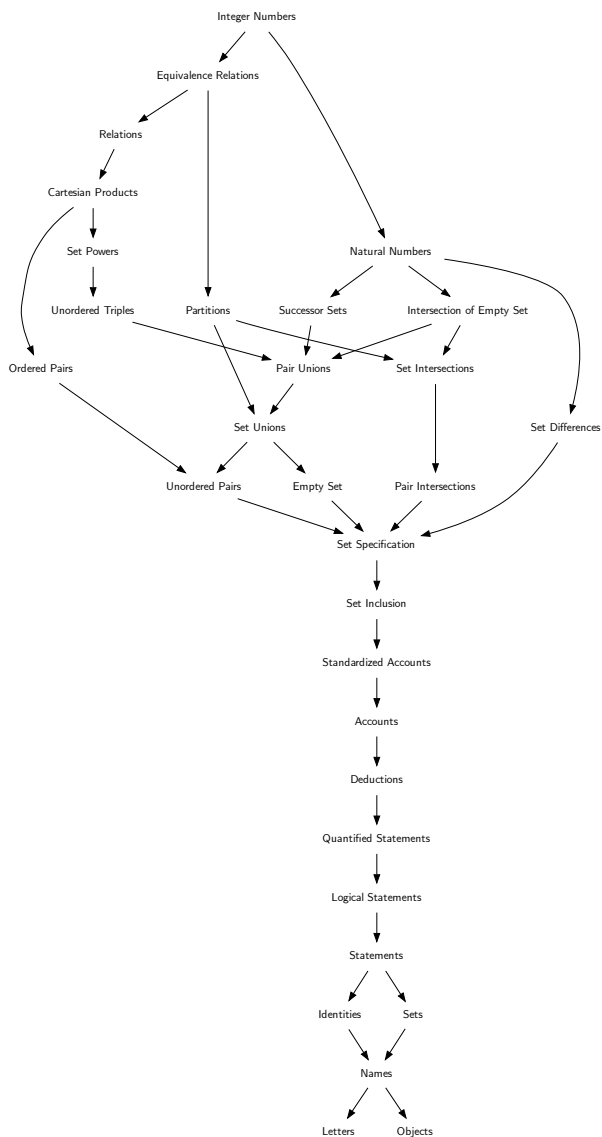 Integer Numbers
Equivalence Relations
Relations
Cartesian Products
Set Powers
Natural Numbers
Unordered Triples
Partitions
Successor Sets
Intersection of Empty Set
Ordered Pairs
Pair Unions
Set Intersections
Set Unions
Set Differences
Unordered Pairs
Empty Set
Pair Intersections
Set Specification
Set Inclusion
Standardized Accounts
Accounts
Deductions
Quantified Statements
Logical Statements
Statements
Identities
Sets
Names
Letters
Objects